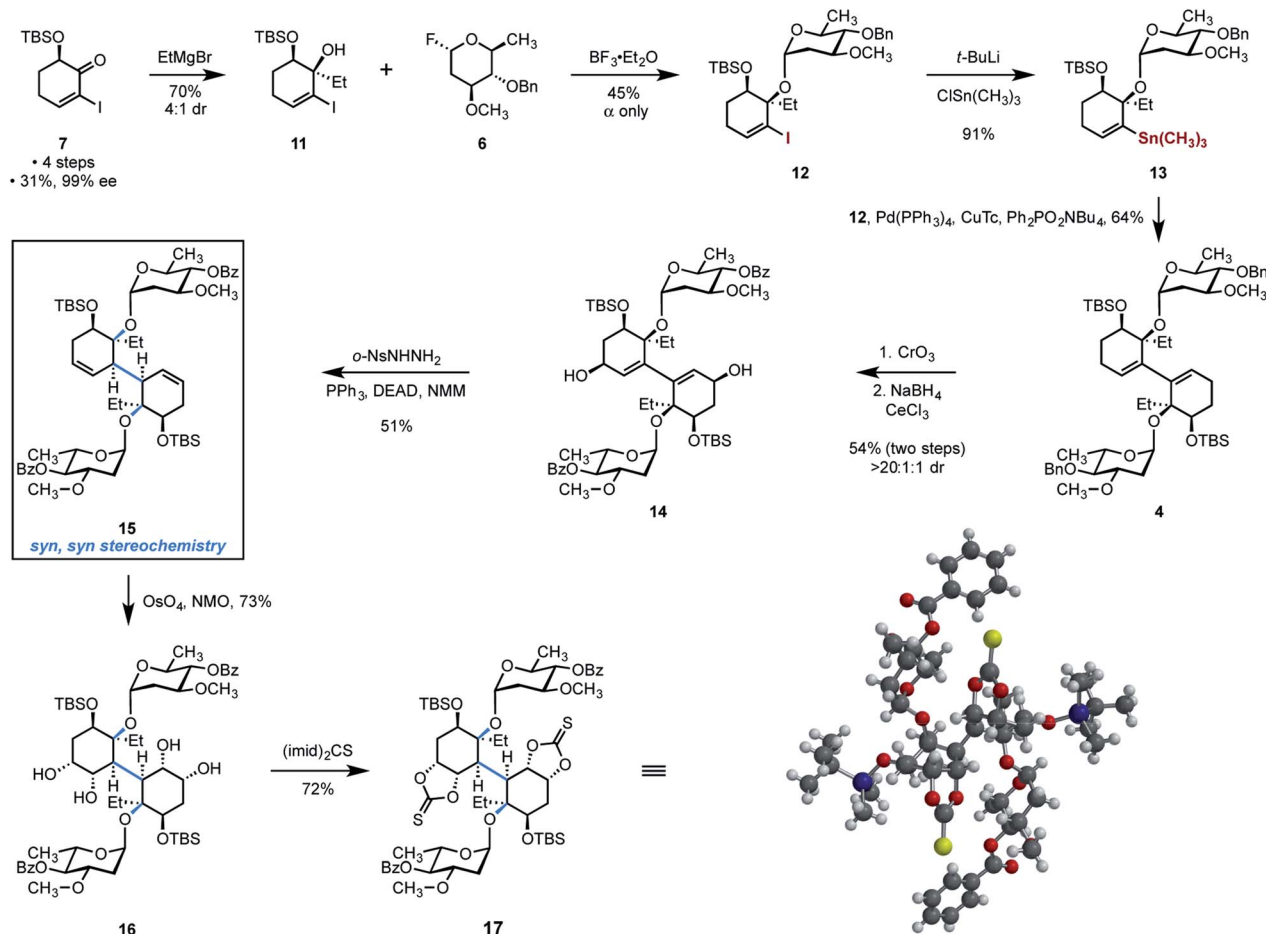 TBSO
O
I
7
• 4 steps
• 31%, 99% ee
EtMgBr
70%
4:1 dr
TBSO
OH
Et
I
11
+
F
O
CH3
OBn
H3CO
6
BF3•Et2O
45%
α only
CH3
O
OBn
OCH3
TBSO
O
Et
I
12
t-BuLi
ClSn(CH3)3
91%
CH3
O
OBn
OCH3
TBSO
O
Et
Sn(CH3)3
13
12, Pd(PPh3)4, CuTc, Ph2PO2NBu4, 64%
CH3
O
OBn
OCH3
TBSO
O
Et
Et
O
OTBS
CH3
O
BnO
CH3
O
4
1. CrO3
2. NaBH4
CeCl3
54% (two steps)
>20:1:1 dr
CH3
O
OBz
OCH3
TBSO
O
Et
HO
OH
Et
O
OTBS
CH3
O
BzO
CH3
O
14
o-NsNHNH2
PPh3, DEAD, NMM
51%
CH3
O
OBz
OCH3
TBSO
O
Et
H
H
Et
O
OTBS
CH3
O
BzO
CH3
O
15
syn, syn stereochemistry
OsO4, NMO, 73%
CH3
O
OBz
OCH3
TBSO
O
Et
OH
H
HO
OH
HO
H
Et
O
OTBS
CH3
O
BzO
CH3
O
16
(imid)2CS
72%
CH3
O
OBz
OCH3
TBSO
O
Et
S
O
O
H
H
O
O
S
Et
O
OTBS
CH3
O
BzO
CH3
O
17
≡